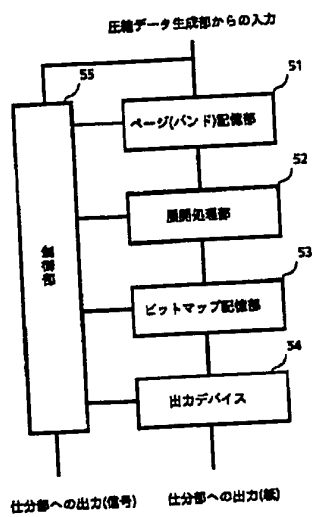 圧縮データ生成部からの入力
55
51
ページ(バンド)記憶部
52
展開処理部
制御部
53
ビットマップ記憶部
54
出力デバイス
仕分部への出力(信号)
仕分部への出力(紙)